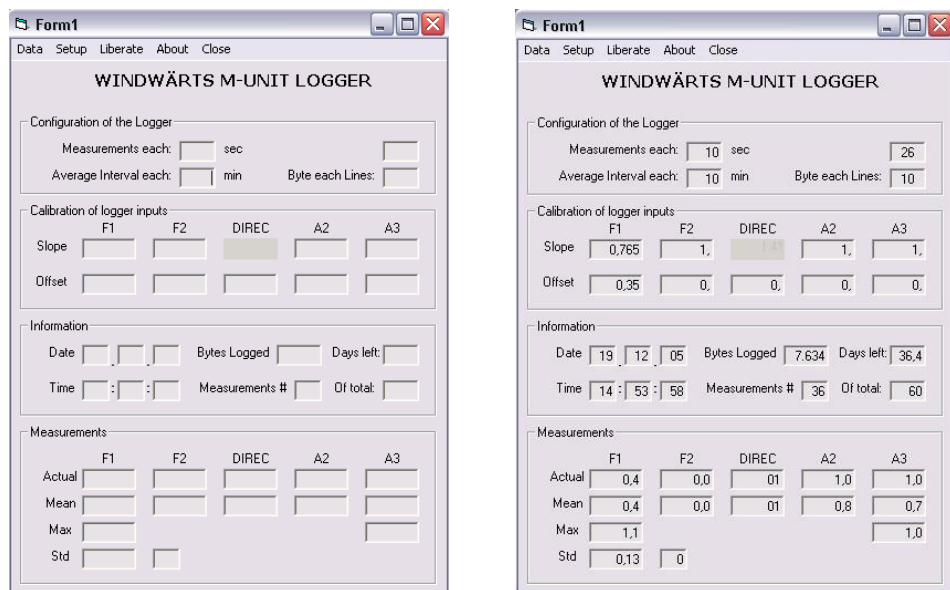 Form1
Data Setup Liberate About Close
WINDWÄRTS M-UNIT LOGGER
Configuration of the Logger
Measurements each: sec
Average Interval each: min Byte each Lines:
Calibration of logger inputs
F1 F2 DIREC A2 A3
Slope
Offset
Information
Date . . Bytes Logged Days left:
Time : : Measurements # Of total:
Measurements
F1 F2 DIREC A2 A3
Actual
Mean
Max
Std
Form1
Data Setup Liberate About Close
WINDWÄRTS M-UNIT LOGGER
Configuration of the Logger
Measurements each: 10 sec 26
Average Interval each: 10 min Byte each Lines: 10
Calibration of logger inputs
F1 F2 DIREC A2 A3
Slope 0,765 1, 1,41 1, 1,
Offset 0,35 0, 0, 0, 0,
Information
Date 19 . 12 . 05 Bytes Logged 7.634 Days left: 36,4
Time 14 : 53 : 58 Measurements # 36 Of total: 60
Measurements
F1 F2 DIREC A2 A3
Actual 0,4 0,0 01 1,0 1,0
Mean 0,4 0,0 01 0,8 0,7
Max 1,1 1,0
Std 0,13 0